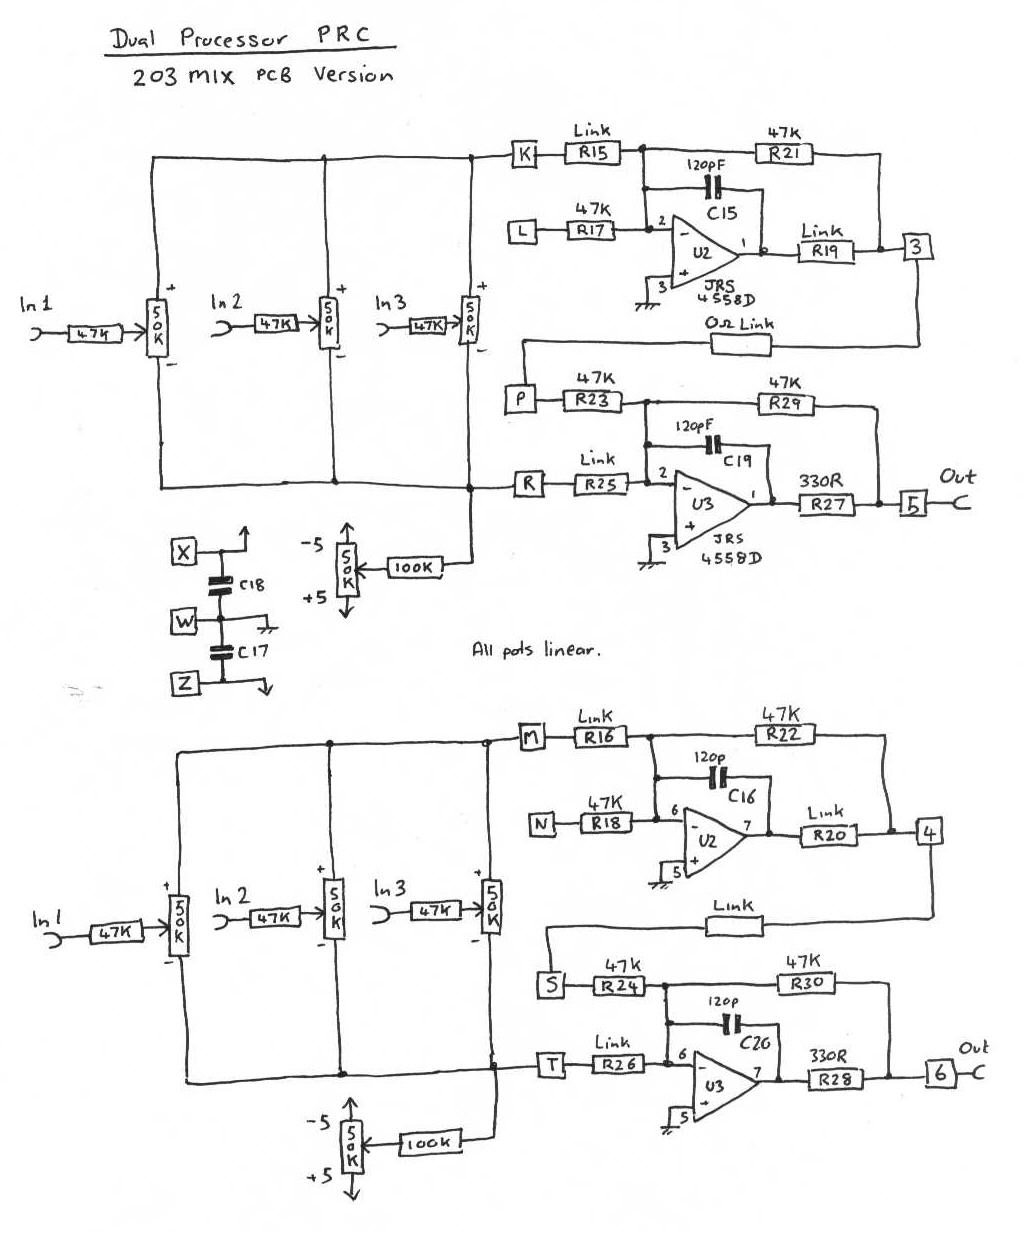 Dual Processor PRC
203 MIX PCB Version
Link
47K
K
R15
R21
120pF
C15
47K
L
R17
2
-
U2
1
Link
R19
3
+
3
JRS
4558D
In 1
47K
+
50K
-
In 2
47K
+
50K
-
In 3
47K
+
50K
-
0Ω Link
47K
47K
P
R23
R29
120pF
C19
Link
R
R25
2
-
U3
1
330R
R27
5
Out
+
3
JRS
4558D
X
C18
W
C17
Z
-5
50K
+5
100K
All pots linear.
Link
47K
M
R16
R22
120p
C16
47K
N
R18
6
-
U2
7
Link
R20
4
+
5
In 1
47K
+
50K
-
In 2
47K
+
50K
-
In 3
47K
+
50K
-
Link
47K
47K
S
R24
R30
120p
C20
Link
T
R26
6
-
U3
7
330R
R28
6
Out
+
5
-5
50K
+5
100K